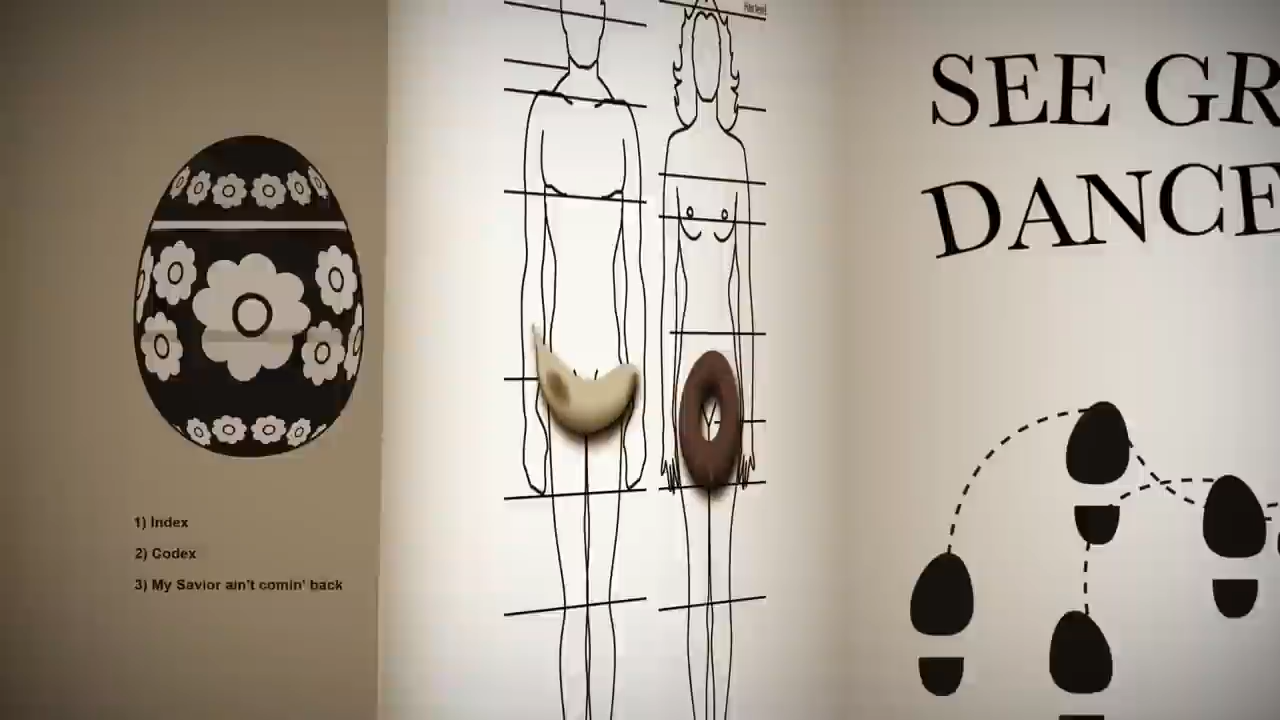 1) Index
2) Codex
3) My Savior ain't comin' back
SEE GR
DANCE